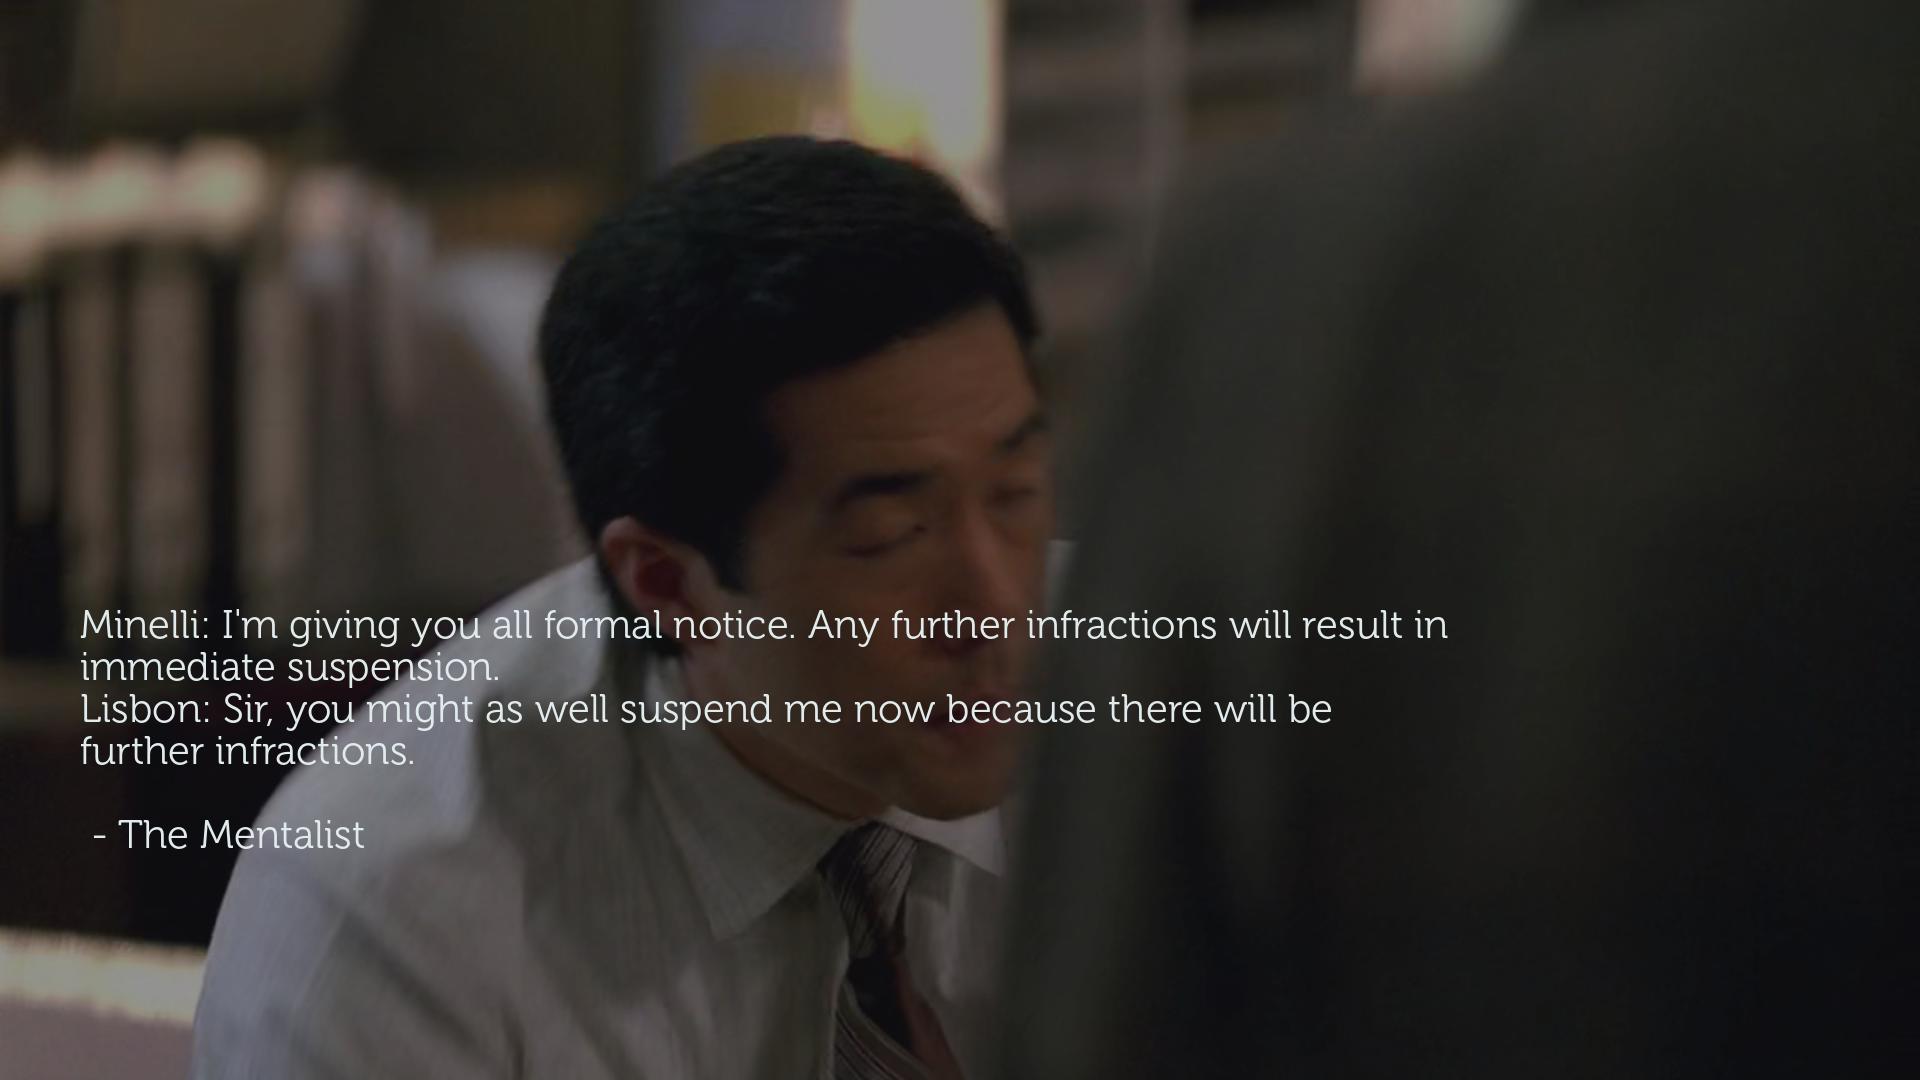 Minelli: I'm giving you all formal notice. Any further infractions will result in
immediate suspension.
Lisbon: Sir, you might as well suspend me now because there will be
further infractions.
- The Mentalist